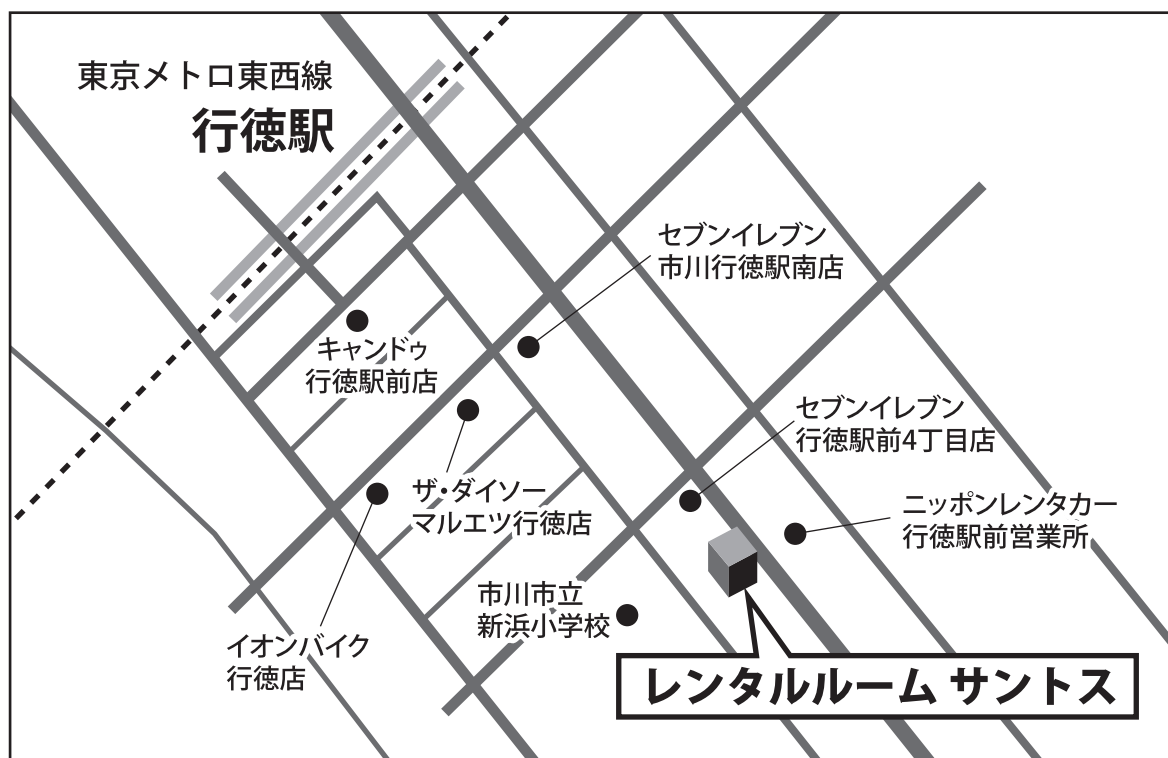 東京メトロ東西線
行徳駅
セブンイレブン
市川行徳駅南店
キャンドゥ
行徳駅前店
セブンイレブン
行徳駅前4丁目店
ザ・ダイソー
マルエツ行徳店
ニッポンレンタカー
行徳駅前営業所
市川市立
新浜小学校
イオンバイク
行徳店
レンタルルーム サントス